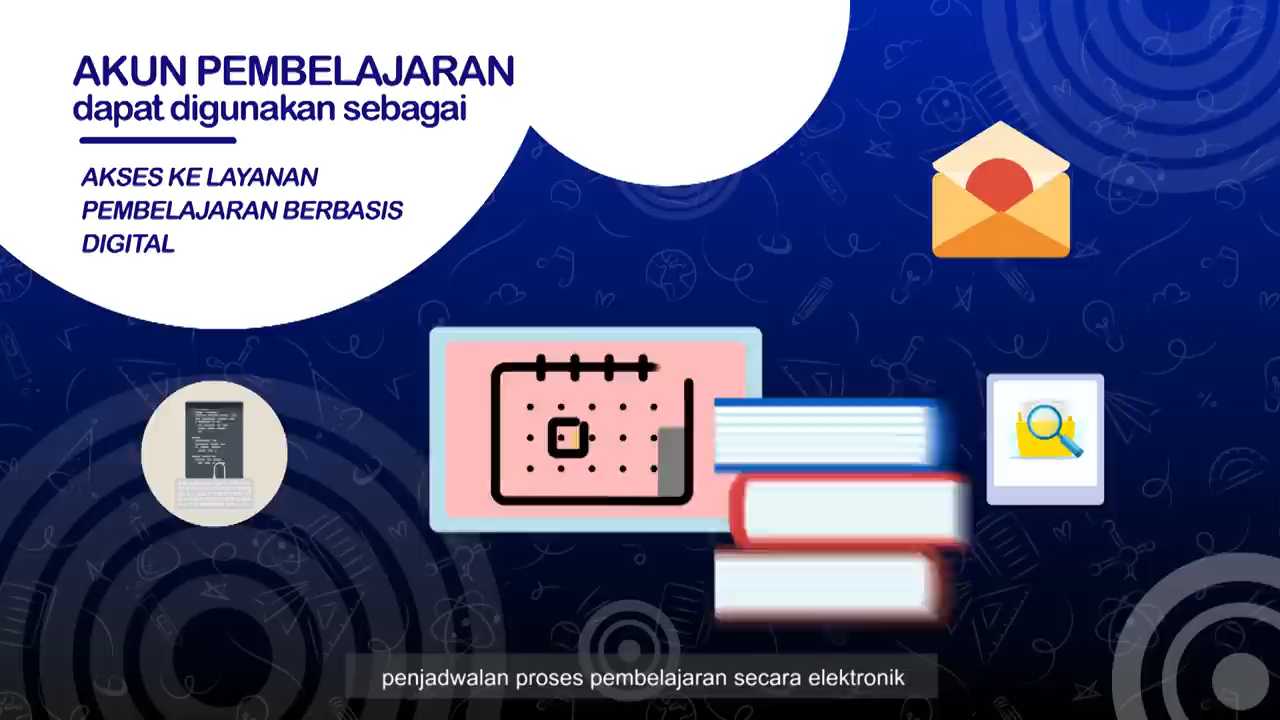 AKUN PEMBELAJARAN
dapat digunakan sebagai
AKSES KE LAYANAN
PEMBELAJARAN BERBASIS
DIGITAL
penjadwalan proses pembelajaran secara elektronik